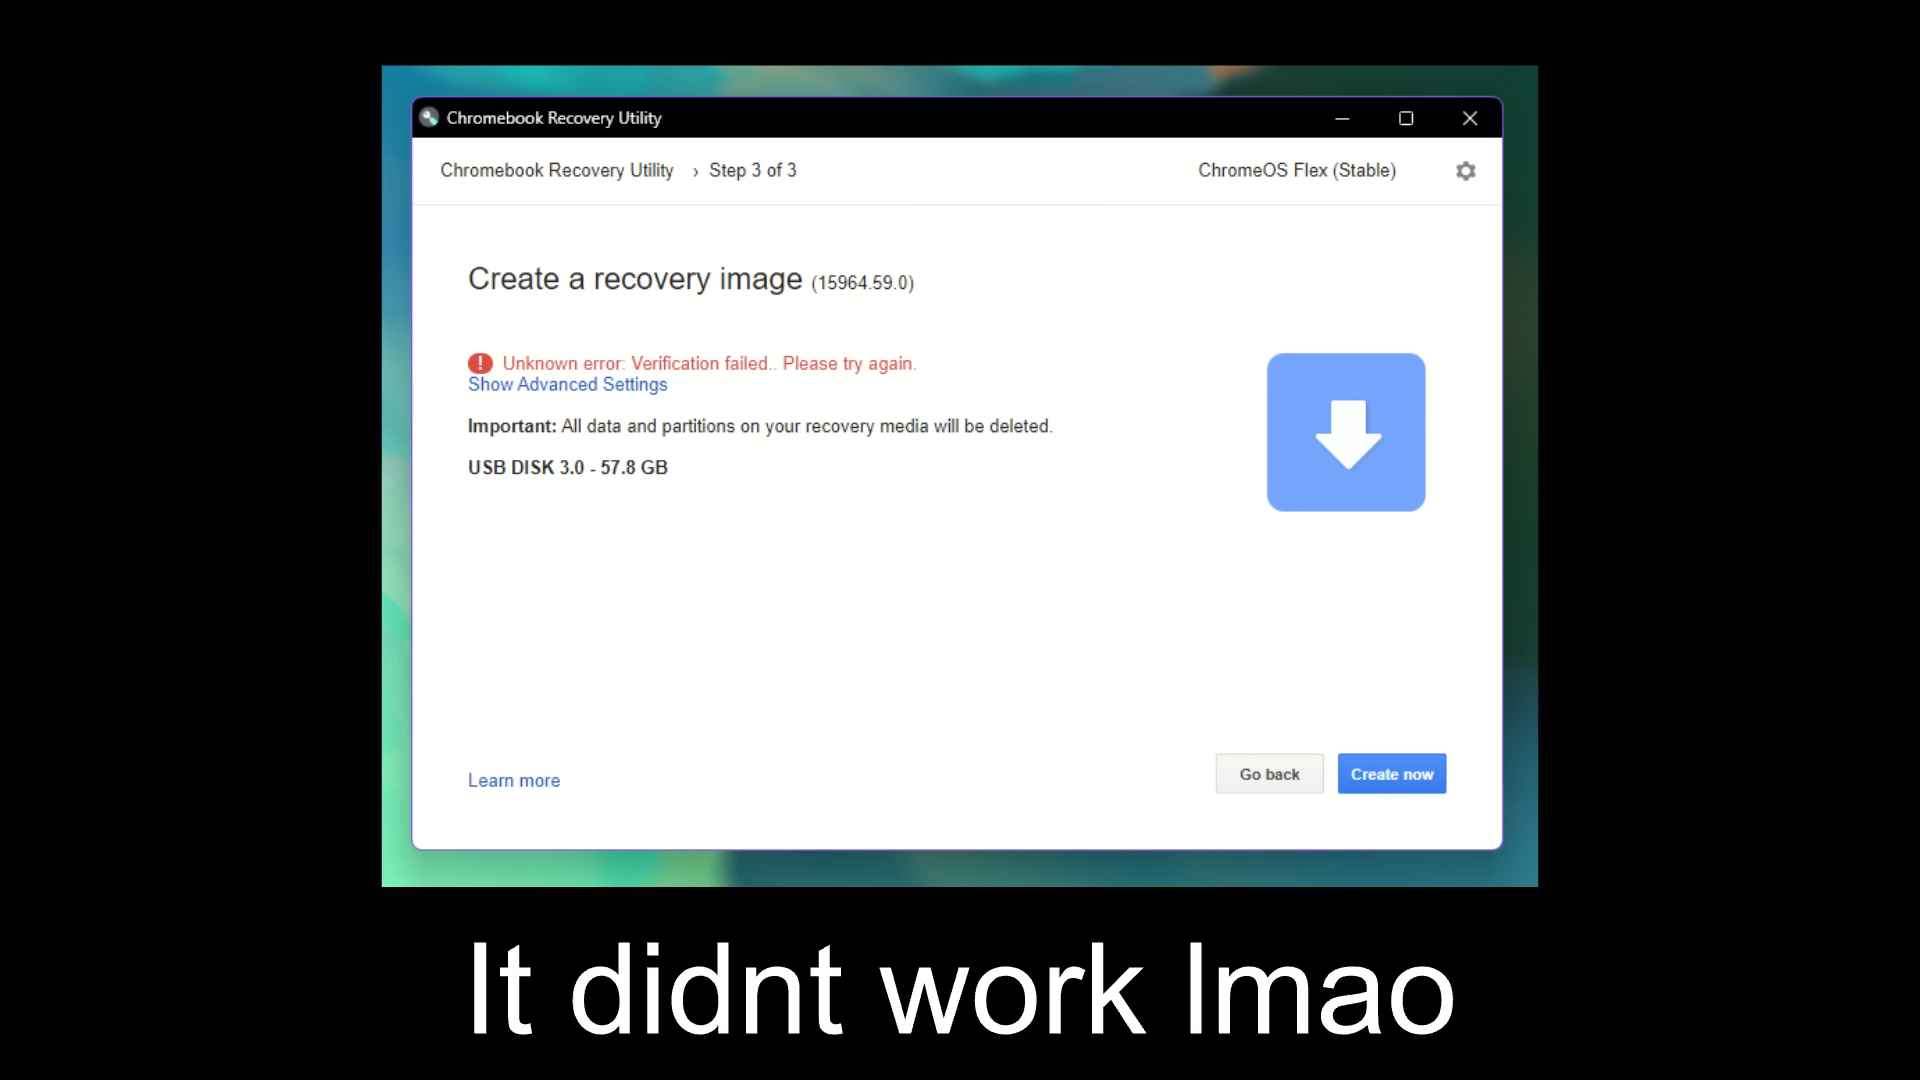 Chromebook Recovery Utility
Chromebook Recovery Utility › Step 3 of 3 ChromeOS Flex (Stable)
Create a recovery image (15964.59.0)
! Unknown error: Verification failed.. Please try again.
Show Advanced Settings
Important: All data and partitions on your recovery media will be deleted.
USB DISK 3.0 - 57.8 GB
Learn more Go back Create now
It didnt work lmao